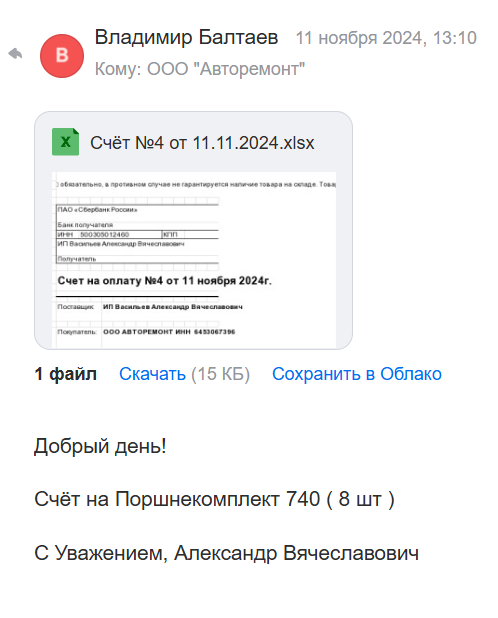 Владимир Балтаев 11 ноября 2024, 13:10
В
Кому: ООО "Авторемонт"
X Счёт №4 от 11.11.2024.xlsx
обязательно, в противном случае не гарантируется наличие товара на складе. Това
ПАО «Сбербанк России»
Банк получателя
ИНН 500305012460 КПП
ИП Васильев Александр Вячеславович
Получатель
Счет на оплату №4 от 11 ноября 2024г.
Поставщик: ИП Васильев Александр Вячеславович
Покупатель: ООО АВТОРЕМОНТ ИНН 6453067396
1 файл Скачать (15 КБ) Сохранить в Облако
Добрый день!
Счёт на Поршнекомплект 740 ( 8 шт )
С Уважением, Александр Вячеславович